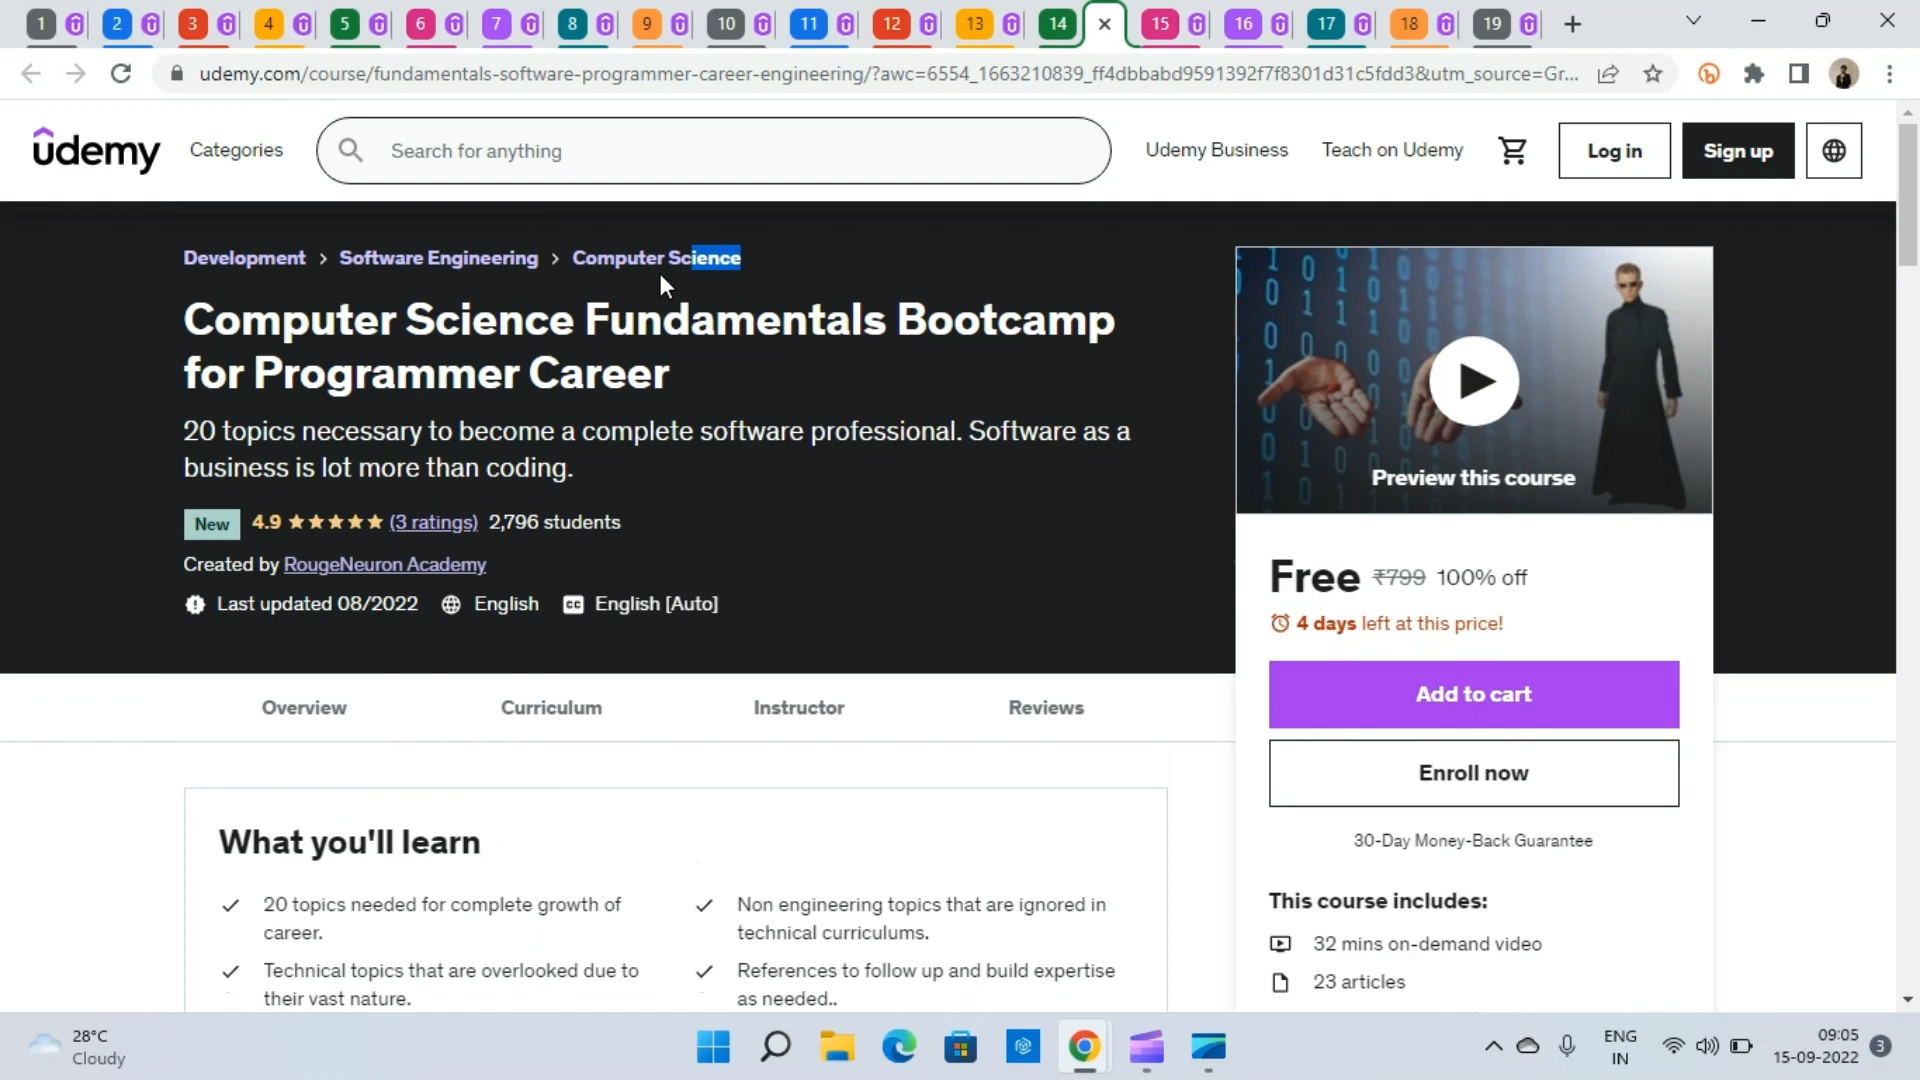 1 2 3 4 5 6 7 8 9 10 11 12 13 14 15 16 17 18 19
udemy.com/course/fundamentals-software-programmer-career-engineering/?awc=6554_1663210839_ff4dbbabd9591392f7f8301d31c5fdd3&utm_source=Gr...
udemy Categories Search for anything Udemy Business Teach on Udemy Log in Sign up
Development > Software Engineering > Computer Science
Computer Science Fundamentals Bootcamp
for Programmer Career
20 topics necessary to become a complete software professional. Software as a
business is lot more than coding.
New 4.9 (3 ratings) 2,796 students
Created by RougeNeuron Academy
Last updated 08/2022 English CC English [Auto]
Preview this course
Free ₹799 100% off
4 days left at this price!
Add to cart
Enroll now
30-Day Money-Back Guarantee
This course includes:
32 mins on-demand video
23 articles
Overview Curriculum Instructor Reviews
What you'll learn
20 topics needed for complete growth of
career.
Non engineering topics that are ignored in
technical curriculums.
Technical topics that are overlooked due to
their vast nature.
References to follow up and build expertise
as needed..
28°C
Cloudy
ENG
IN
09:05
15-09-2022
3